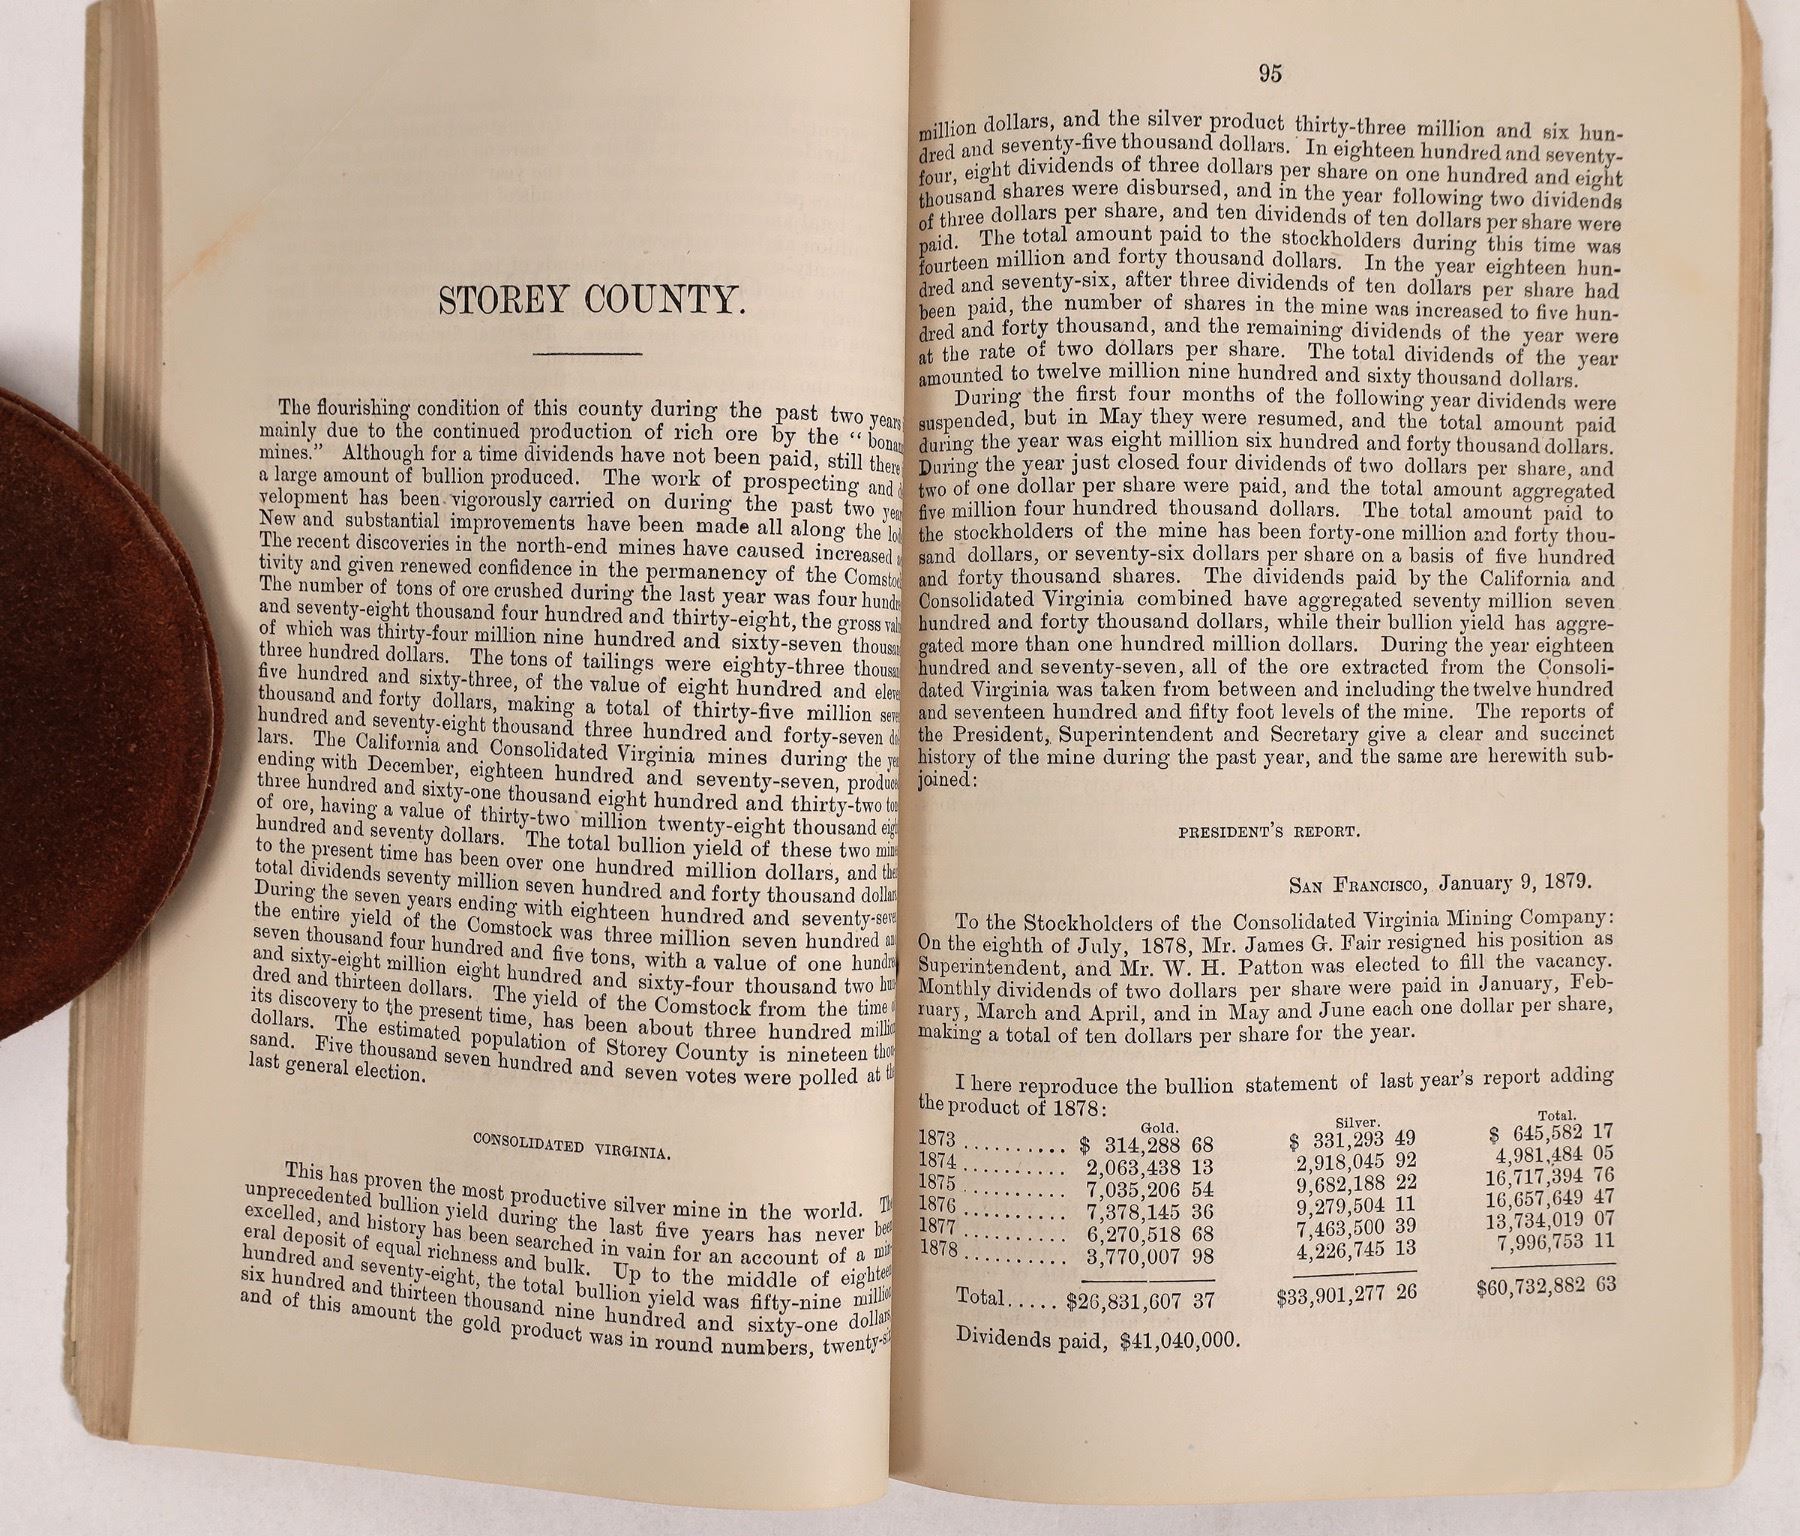 STOREY COUNTY.
The flourishing condition of this county during the past two years
mainly due to the continued production of rich ore by the "
mines." Although for a time dividends have not been paid, still there
a large amount of bullion produced. The work of prospecting and
velopment has been vigorously carried on during the past two
New and substantial improvements have been made all along the
The recent discoveries in the north-end mines have caused increased
tivity and given renewed confidence in the permanency of the
The number of tons of ore crushed during the last year was four
and seventy-eight thousand four hundred and thirty-eight, the gross
of which was thirty-four million nine hundred and sixty-seven
three hundred dollars. The tons of tailings were eighty-three
five hundred and sixty-three, of the value of eight hundred and
thousand and forty dollars, making a total of thirty-five million
hundred and seventy-eight thousand three hundred and forty-seven
lars. The California and Consolidated Virginia mines during the
ending with December, eighteen hundred and seventy-seven,
three hundred and sixty-one thousand eight hundred and thirty-two
of ore, having a value of thirty-two million twenty-eight thousand
hundred and seventy dollars. The total bullion yield of these two
to the present time has been over one hundred million dollars, and
total dividends seventy million seven hundred and forty thousand
During the seven years ending with eighteen hundred and
the entire yield of the Comstock was three million seven hundred
seven thousand four hundred and five tons, with a value of one
and sixty-eight million eight hundred and sixty-four thousand two
dred and thirteen dollars. The yield of the Comstock from the time
its discovery to the present time, has been about three hundred
dollars. The estimated population of Storey County is nineteen
sand. Five thousand seven hundred and seven votes were polled at
last general election.
CONSOLIDATED VIRGINIA.
This has proven the most productive silver mine in the world.
unprecedented bullion yield during the last five years has never
excelled, and history has been searched in vain for an account of a
eral deposit of equal richness and bulk. Up to the middle of
hundred and seventy-eight, the total bullion yield was fifty-nine
six hundred and thirteen thousand nine hundred and sixty-one
and of this amount the gold product was in round numbers,
95
million dollars, and the silver product thirty-three million and six hun-
dred and seventy-five thousand dollars. In eighteen hundred and seventy-
four, eight dividends of three dollars per share on one hundred and eight
thousand shares were disbursed, and in the year following two dividends
of three dollars per share, and ten dividends of ten dollars per share were
paid. The total amount paid to the stockholders during this time was
fourteen million and forty thousand dollars. In the year eighteen hun-
dred and seventy-six, after three dividends of ten dollars per share had
been paid, the number of shares in the mine was increased to five hun-
dred and forty thousand, and the remaining dividends of the year were
at the rate of two dollars per share. The total dividends of the year
amounted to twelve million nine hundred and sixty thousand dollars.
During the first four months of the following year dividends were
suspended, but in May they were resumed, and the total amount paid
during the year was eight million six hundred and forty thousand dollars.
During the year just closed four dividends of two dollars per share, and
two of one dollar per share were paid, and the total amount aggregated
five million four hundred thousand dollars. The total amount paid to
the stockholders of the mine has been forty-one million and forty thou-
sand dollars, or seventy-six dollars per share on a basis of five hundred
and forty thousand shares. The dividends paid by the California and
Consolidated Virginia combined have aggregated seventy million seven
hundred and forty thousand dollars, while their bullion yield has aggre-
gated more than one hundred million dollars. During the year eighteen
hundred and seventy-seven, all of the ore extracted from the Consoli-
dated Virginia was taken from between and including the twelve hundred
and seventeen hundred and fifty foot levels of the mine. The reports of
the President, Superintendent and Secretary give a clear and succinct
history of the mine during the past year, and the same are herewith sub-
joined:
PRESIDENT'S REPORT.
SAN FRANCISCO, January 9, 1879.
To the Stockholders of the Consolidated Virginia Mining Company:
On the eighth of July, 1878, Mr. James G. Fair resigned his position as
Superintendent, and Mr. W. H. Patton was elected to fill the vacancy.
Monthly dividends of two dollars per share were paid in January, Feb-
ruary, March and April, and in May and June each one dollar per share,
making a total of ten dollars per share for the year.
I here reproduce the bullion statement of last year's report adding
the product of 1878:
Gold. Silver. Total.
1873.......... $ 314,288 68 $ 331,293 49 $ 645,582 17
1874.......... 2,063,438 13 2,918,045 92 4,981,484 05
1875.......... 7,035,206 54 9,682,188 22 16,717,394 76
1876.......... 7,378,145 36 9,279,504 11 16,657,649 47
1877.......... 6,270,518 68 7,463,500 39 13,734,019 07
1878.......... 3,770,007 98 4,226,745 13 7,996,753 11
Total..... $26,831,607 37 $33,901,277 26 $60,732,882 63
Dividends paid, $41,040,000.